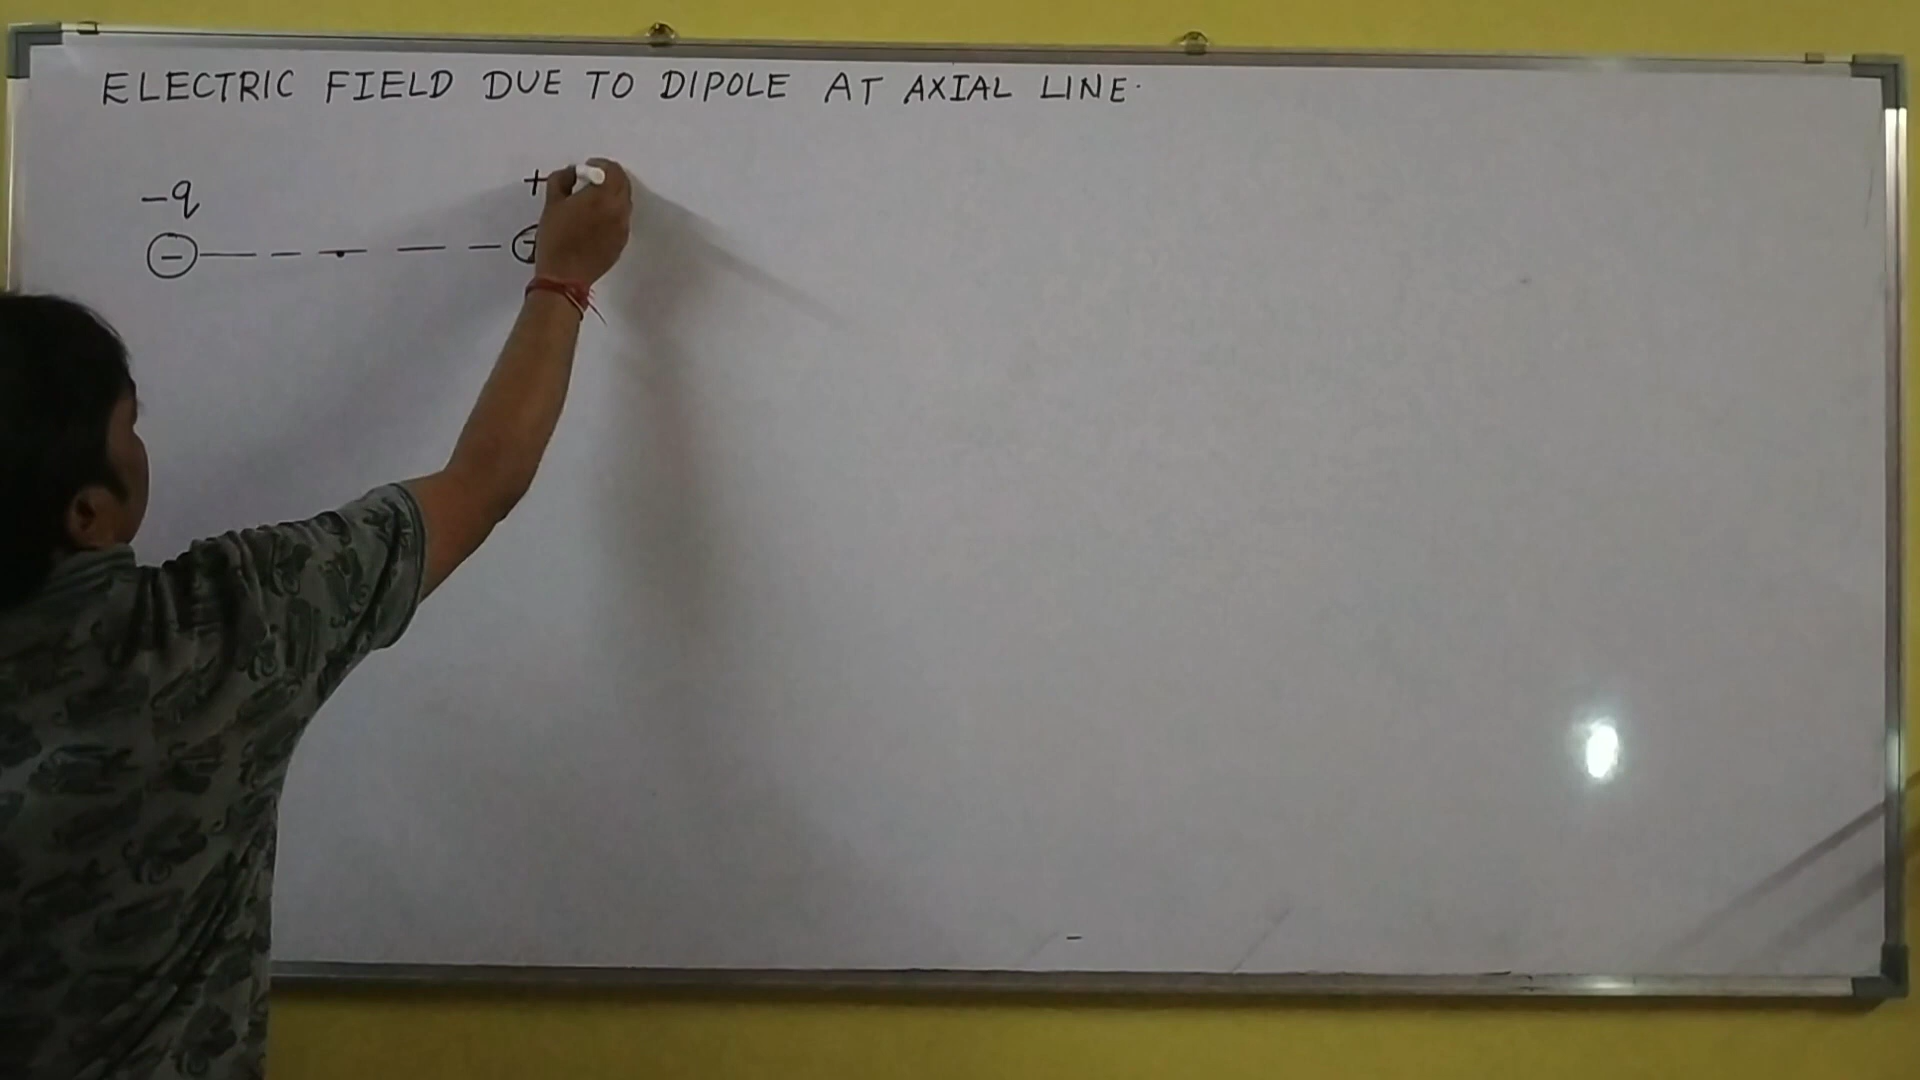 ELECTRIC FIELD DUE TO DIPOLE AT AXIAL LINE.
-q +
-